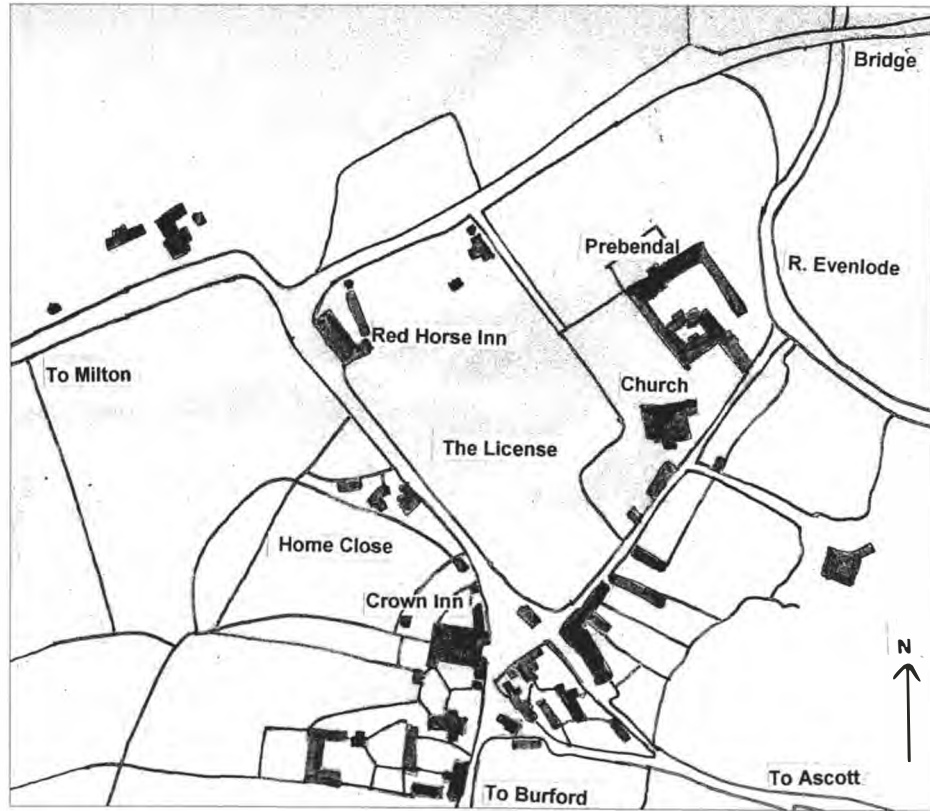 Bridge
Prebendal
R. Evenlode
Red Horse Inn
To Milton
Church
The License
Home Close
Crown Inn
N
To Ascott
To Burford